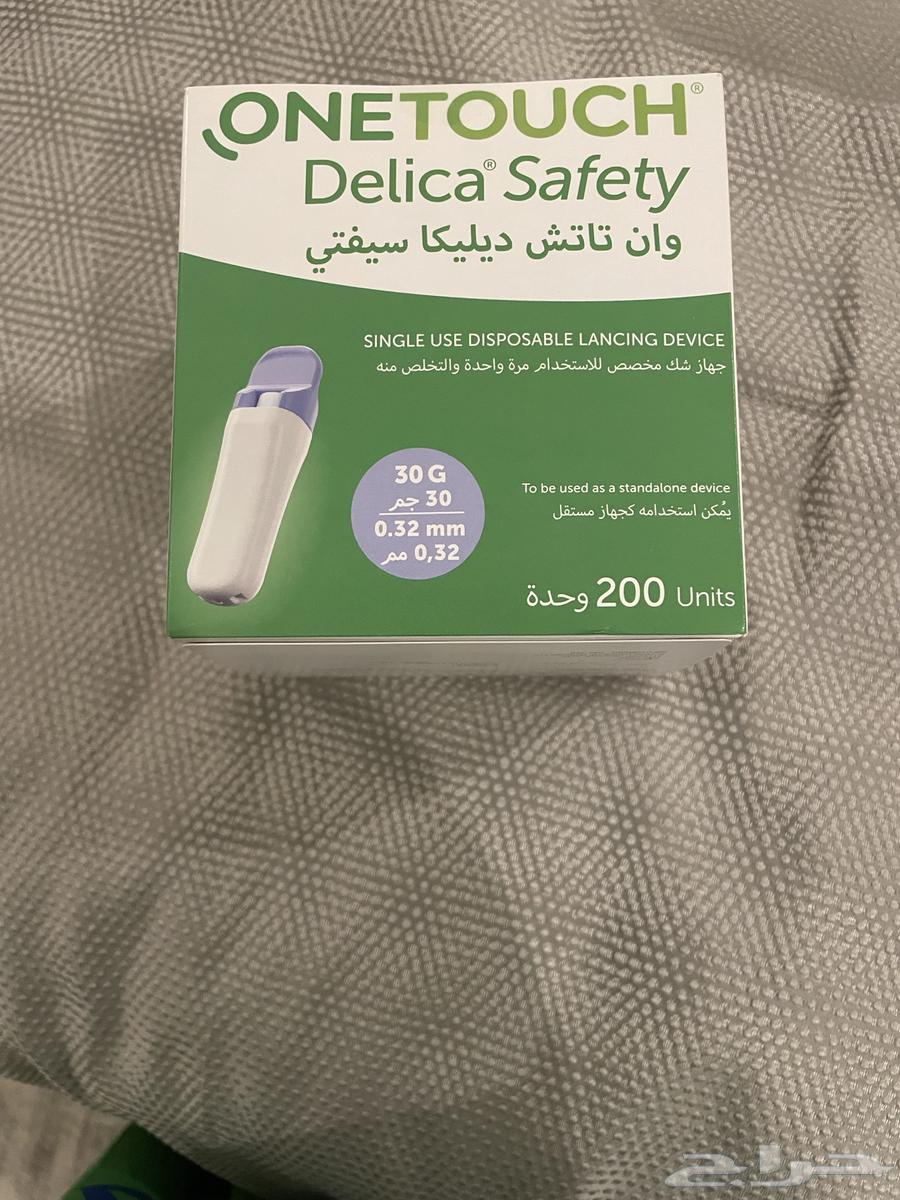 ONETOUCH®
Delica® Safety
وان تاتش ديليكا سيفتي
SINGLE USE DISPOSABLE LANCING DEVICE
جهاز شك مخصص للاستخدام مرة واحدة والتخلص منه
30 G
30 جم
0.32 mm
0,32 مم
To be used as a standalone device
يُمكن استخدامه كجهاز مستقل
200 وحدة Units
حراج